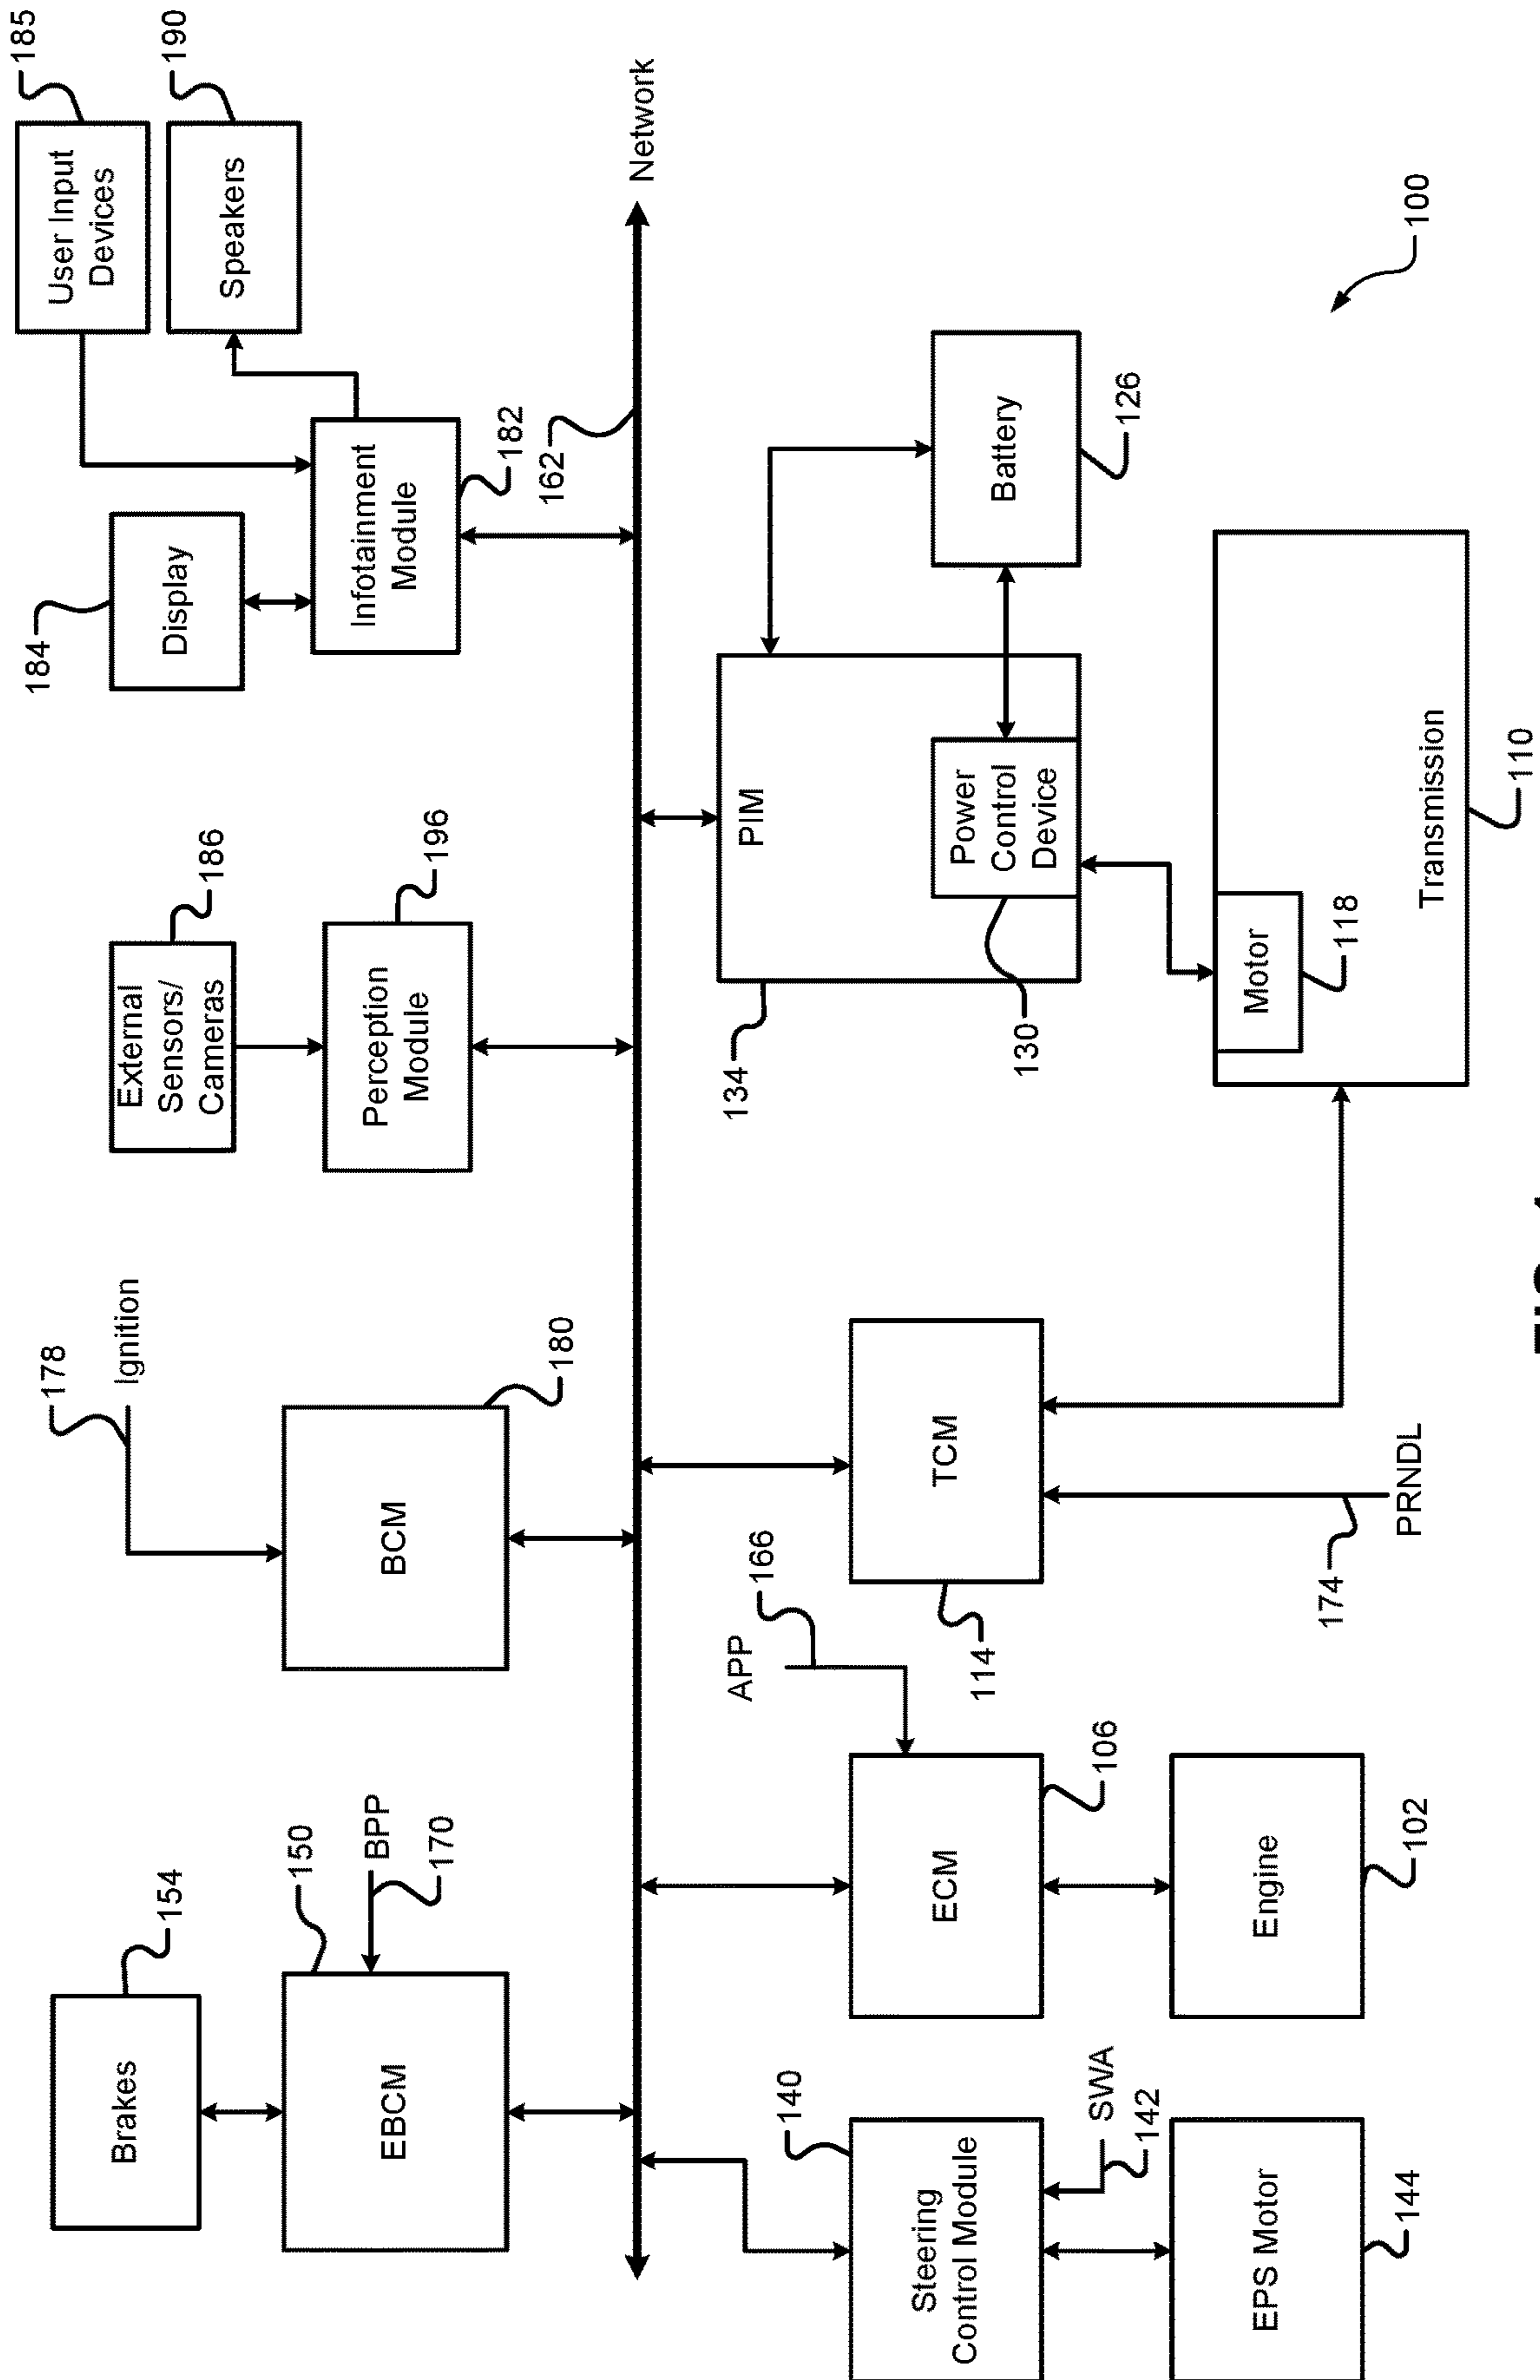 Brakes
154
EBCM
150
BPP
170
178
Ignition
BCM
180
External
Sensors/
Cameras
186
Perception
Module
196
184
Display
User Input
Devices
185
Speakers
190
Infotainment
Module
182
162
Network
Steering
Control Module
140
SWA
142
EPS Motor
144
APP
166
ECM
106
Engine
102
TCM
114
174
PRNDL
134
PIM
Power
Control
Device
130
Battery
126
Motor
118
Transmission
110
100